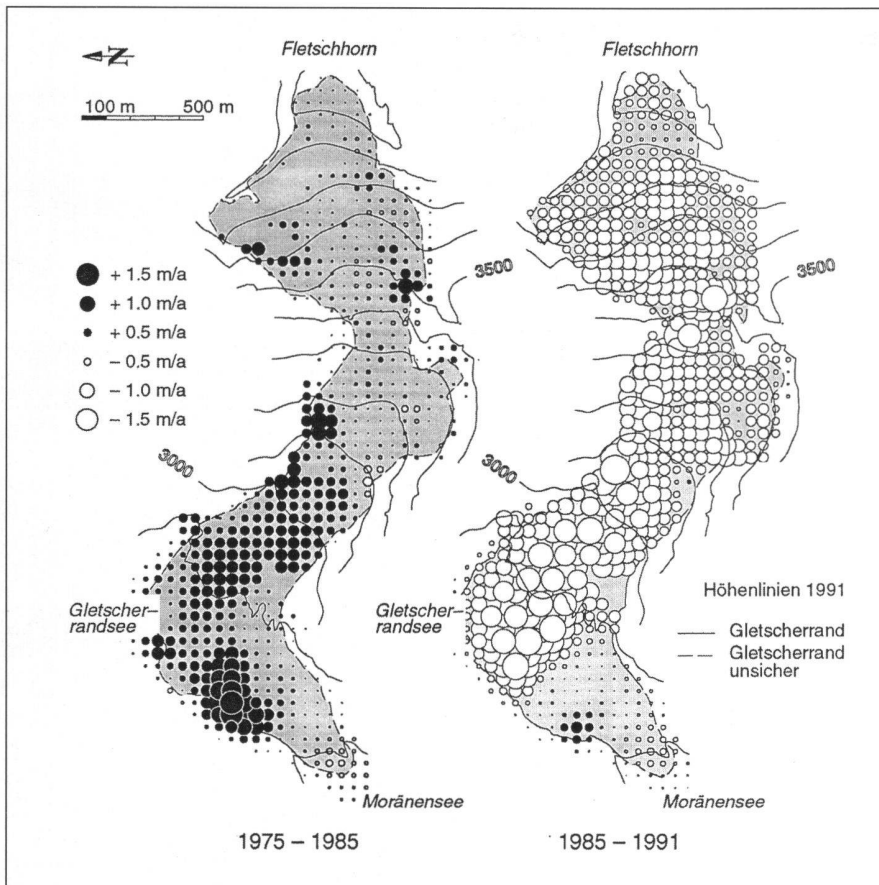 Fletschhorn
Fletschhorn
N
100 m 500 m
3500
3500
+ 1.5 m/a
+ 1.0 m/a
+ 0.5 m/a
– 0.5 m/a
– 1.0 m/a
– 1.5 m/a
3000
3000
Gletscher-
randsee
Gletscher-
randsee
Höhenlinien 1991
Gletscherrand
Gletscherrand
unsicher
Moränensee
Moränensee
1975 – 1985
1985 – 1991